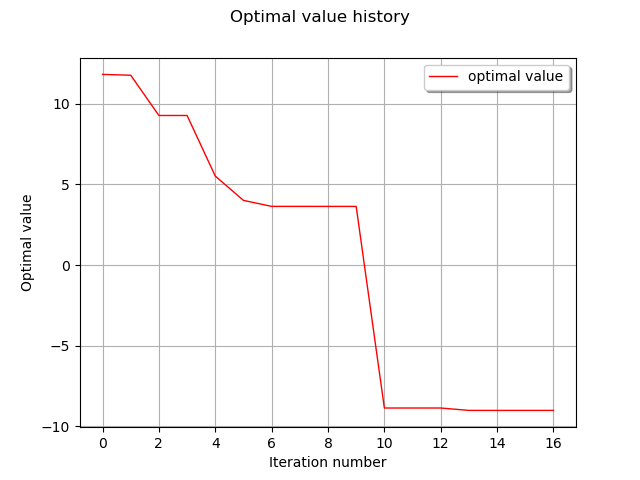 Optimal value history
optimal value
10
5
0
−5
−10
Optimal value
0 2 4 6 8 10 12 14 16
Iteration number